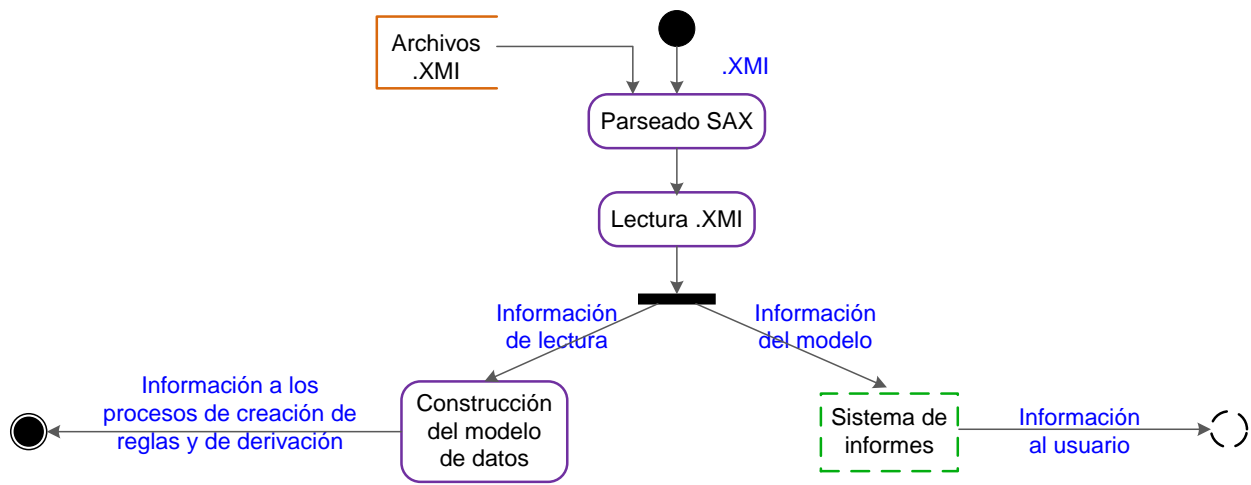 Archivos
.XMI
.XMI
Parseado SAX
Lectura .XMI
Información
de lectura
Información
del modelo
Información a los
procesos de creación de
reglas y de derivación
Construcción
del modelo
de datos
Sistema de
informes
Información
al usuario